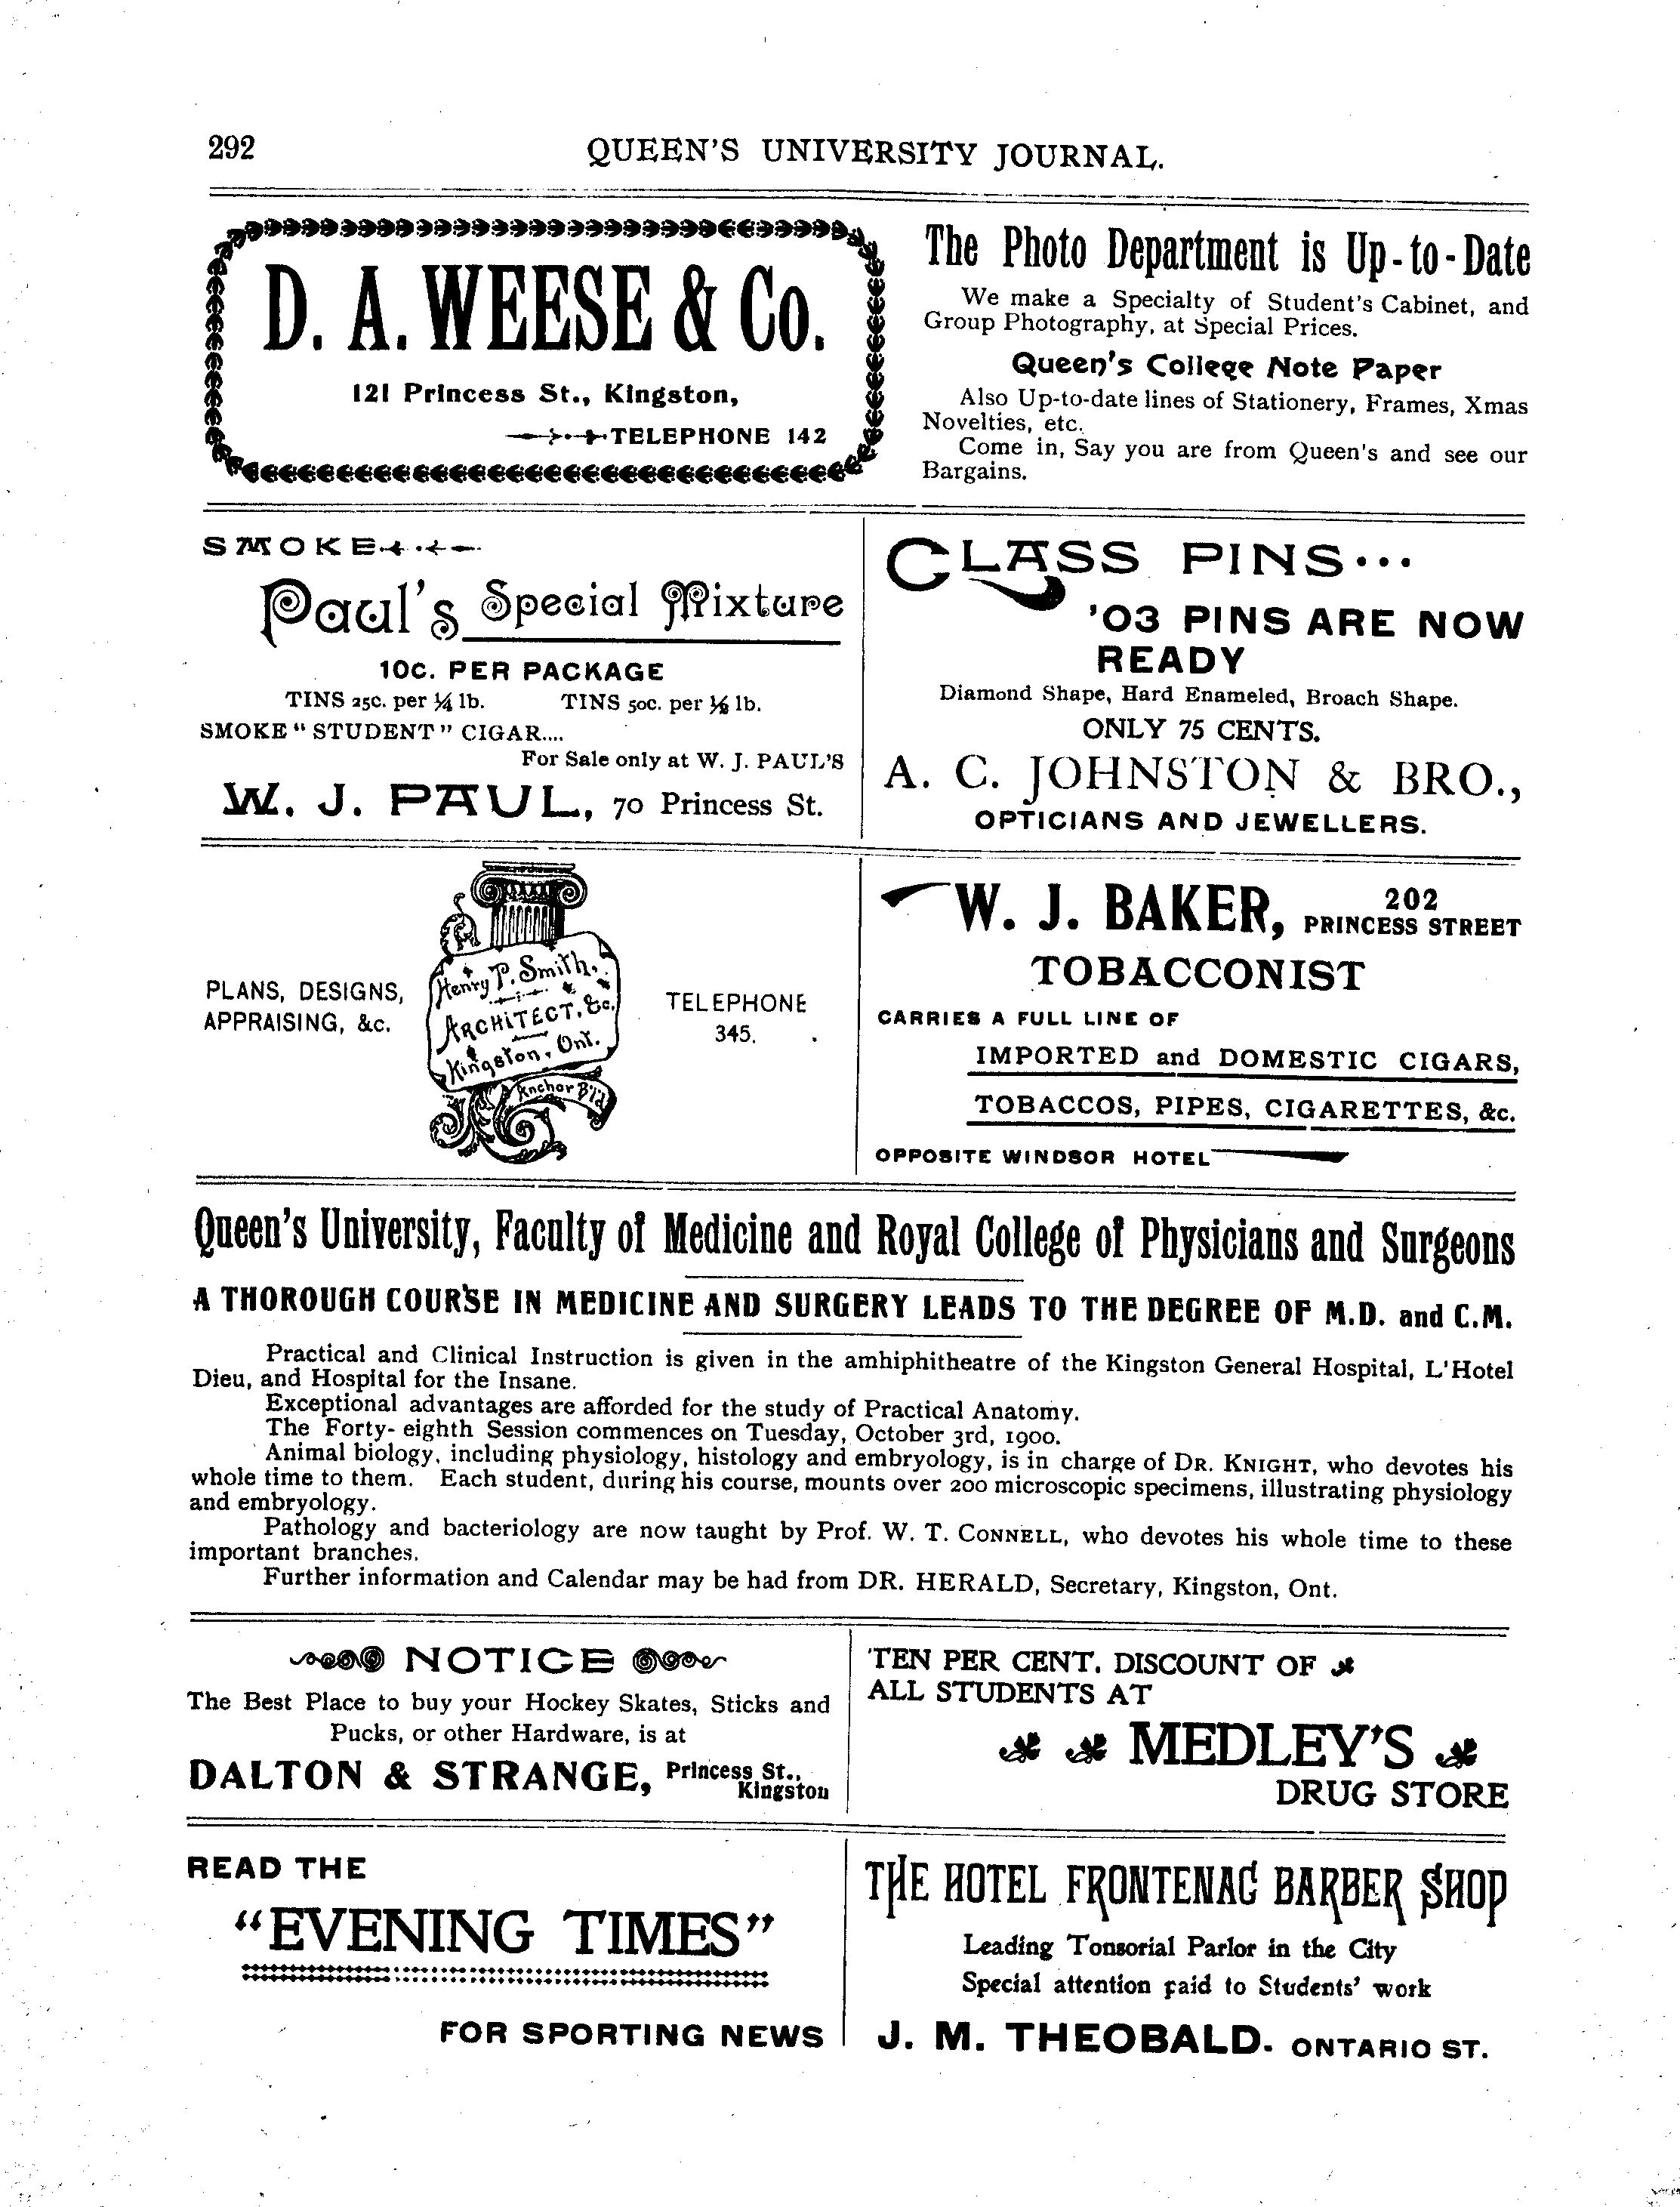 292
QUEEN'S UNIVERSITY JOURNAL.
D. A. WEESE & Co.
121 Princess St., Kingston,
TELEPHONE 142
The Photo Department is Up-to-Date
We make a Specialty of Student's Cabinet, and
Group Photography, at Special Prices.
Queen's College Note Paper
Also Up-to-date lines of Stationery, Frames, Xmas
Novelties, etc.
Come in, Say you are from Queen's and see our
Bargains.
SMOKE
Paul's Special Mixture
10C. PER PACKAGE
TINS 25c. per ¼ lb. TINS 50c. per ½ lb.
SMOKE "STUDENT" CIGAR....
For Sale only at W. J. PAUL'S
W. J. PAUL, 70 Princess St.
CLASS PINS...
'03 PINS ARE NOW
READY
Diamond Shape, Hard Enameled, Broach Shape.
ONLY 75 CENTS.
A. C. JOHNSTON & BRO.,
OPTICIANS AND JEWELLERS.
PLANS, DESIGNS,
APPRAISING, &c.
Henry P. Smith,
ARCHITECT, &c.
Kingston, Ont.
Anchor B'ld
TELEPHONE
345.
W. J. BAKER, 202
PRINCESS STREET
TOBACCONIST
CARRIES A FULL LINE OF
IMPORTED and DOMESTIC CIGARS,
TOBACCOS, PIPES, CIGARETTES, &c.
OPPOSITE WINDSOR HOTEL
Queen's University, Faculty of Medicine and Royal College of Physicians and Surgeons
A THOROUGH COURSE IN MEDICINE AND SURGERY LEADS TO THE DEGREE OF M.D. and C.M.
Practical and Clinical Instruction is given in the amhiphitheatre of the Kingston General Hospital, L'Hotel
Dieu, and Hospital for the Insane.
Exceptional advantages are afforded for the study of Practical Anatomy.
The Forty-eighth Session commences on Tuesday, October 3rd, 1900.
Animal biology, including physiology, histology and embryology, is in charge of DR. KNIGHT, who devotes his
whole time to them. Each student, during his course, mounts over 200 microscopic specimens, illustrating physiology
and embryology.
Pathology and bacteriology are now taught by Prof. W. T. CONNELL, who devotes his whole time to these
important branches.
Further information and Calendar may be had from DR. HERALD, Secretary, Kingston, Ont.
NOTICE
The Best Place to buy your Hockey Skates, Sticks and
Pucks, or other Hardware, is at
DALTON & STRANGE, Princess St.,
Kingston
TEN PER CENT. DISCOUNT OF
ALL STUDENTS AT
MEDLEY'S
DRUG STORE
READ THE
"EVENING TIMES"
FOR SPORTING NEWS
THE HOTEL FRONTENAC BARBER SHOP
Leading Tonsorial Parlor in the City
Special attention paid to Students' work
J. M. THEOBALD. ONTARIO ST.